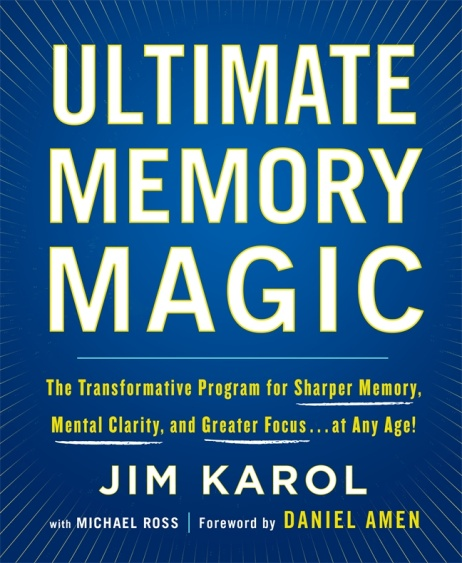 ULTIMATE
MEMORY
MAGIC
The Transformative Program for Sharper Memory,
Mental Clarity, and Greater Focus...at Any Age!
JIM KAROL
with MICHAEL ROSS | Foreword by DANIEL AMEN